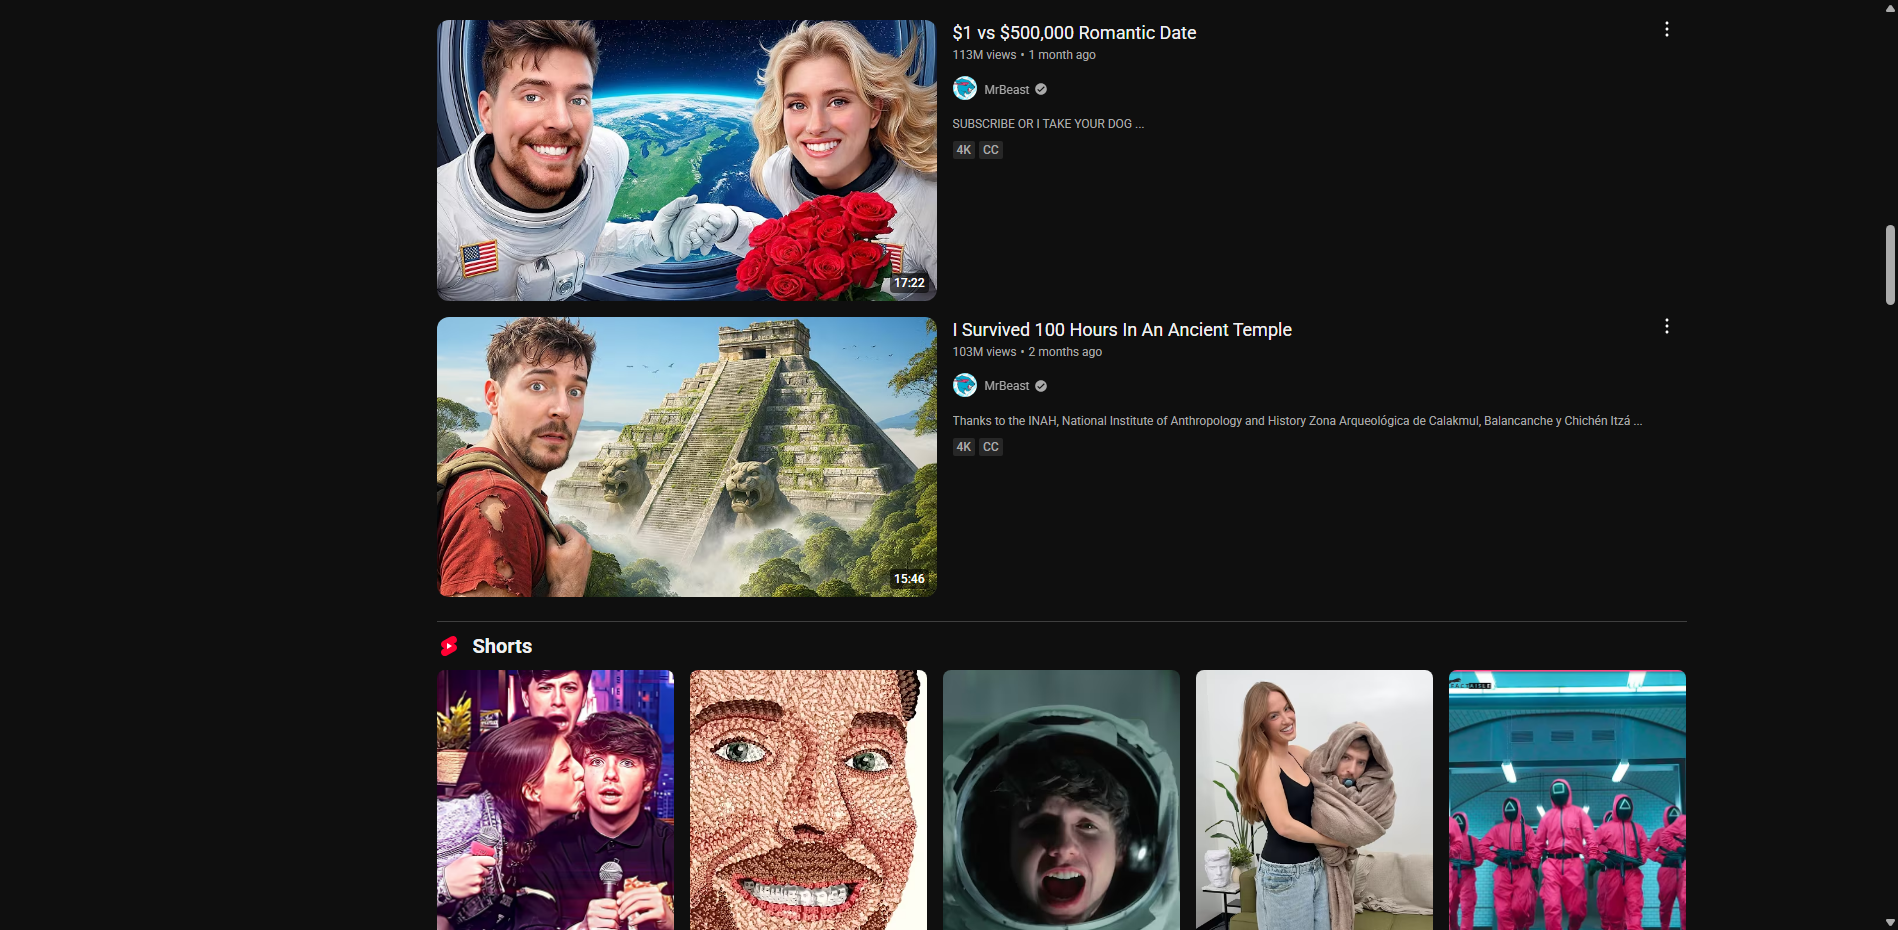 $1 vs $500,000 Romantic Date
113M views • 1 month ago
MrBeast
SUBSCRIBE OR I TAKE YOUR DOG ...
4K CC
17:22
I Survived 100 Hours In An Ancient Temple
103M views • 2 months ago
MrBeast
Thanks to the INAH, National Institute of Anthropology and History Zona Arqueológica de Calakmul, Balancanche y Chichén Itzá ...
4K CC
15:46
Shorts